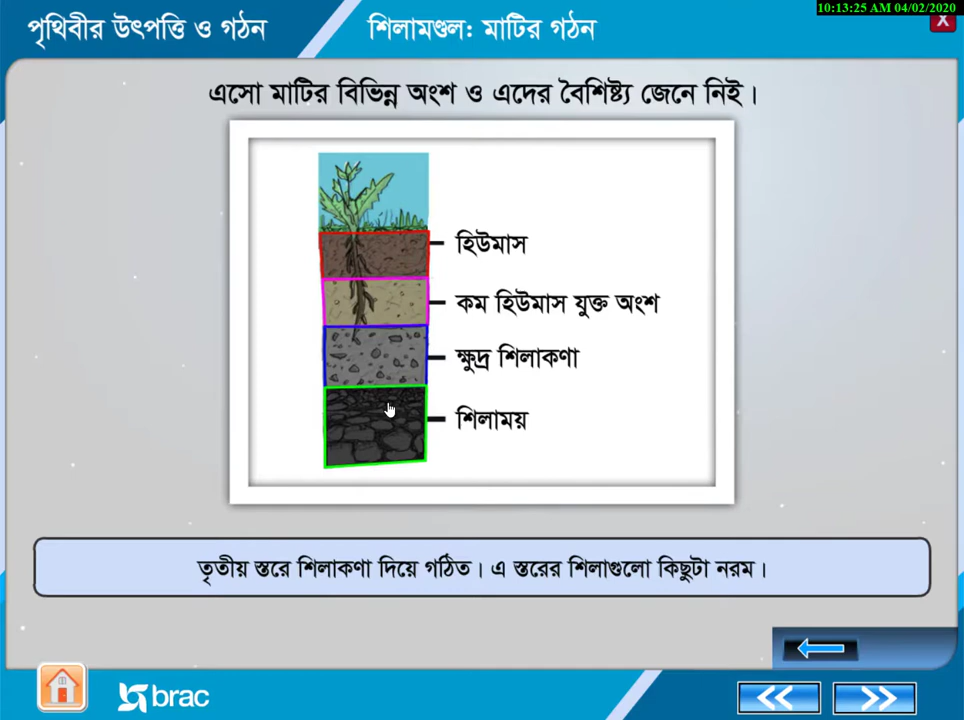 10:13:25 AM 04/02/2020
পৃথিবীর উৎপত্তি ও গঠন
শিলামণ্ডল: মাটির গঠন
X
এসো মাটির বিভিন্ন অংশ ও এদের বৈশিষ্ট্য জেনে নিই।
হিউমাস
কম হিউমাস যুক্ত অংশ
ক্ষুদ্র শিলাকণা
শিলাময়
তৃতীয় স্তরে শিলাকণা দিয়ে গঠিত। এ স্তরের শিলাগুলো কিছুটা নরম।
brac